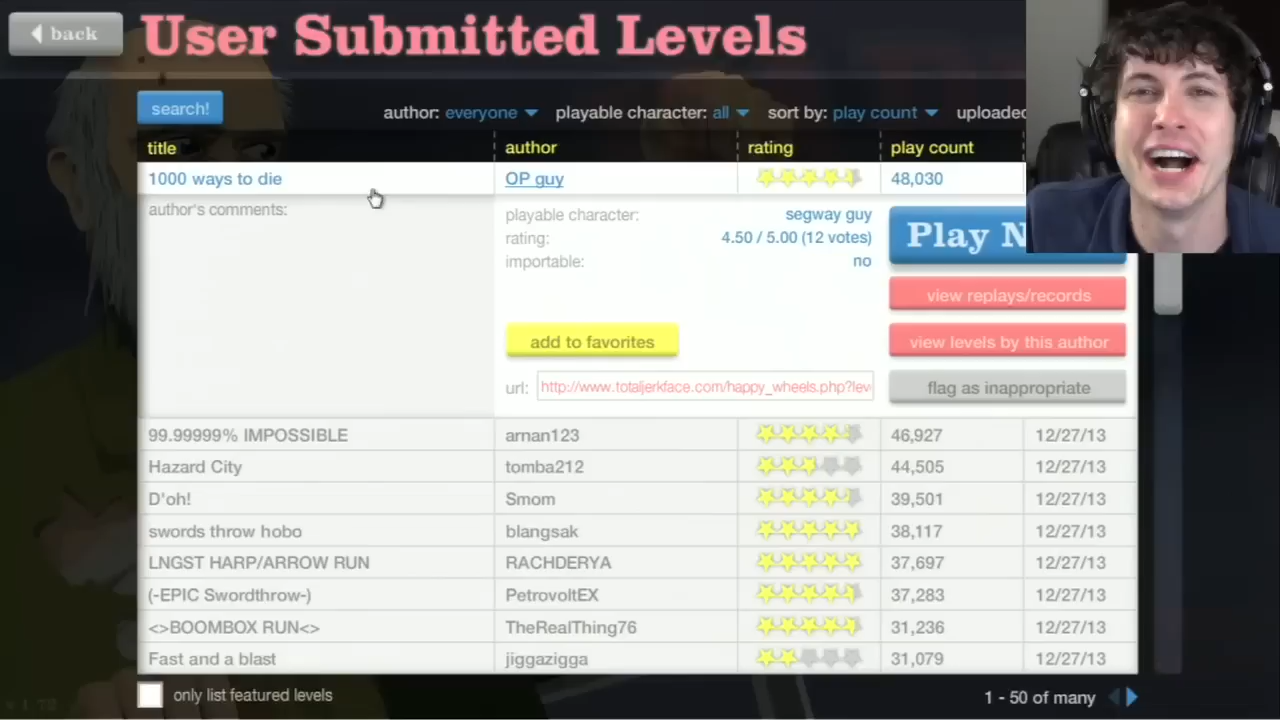 back
User Submitted Levels
search!
author: everyone playable character: all sort by: play count uploaded
title author rating play count
1000 ways to die OP guy 48,030
author's comments:
playable character: segway guy
rating: 4.50 / 5.00 (12 votes)
importable: no
Play N
view replays/records
add to favorites
view levels by this author
url: http://www.totaljerkface.com/happy_wheels.php?lev
flag as inappropriate
99.99999% IMPOSSIBLE arnan123 46,927 12/27/13
Hazard City tomba212 44,505 12/27/13
D'oh! Smom 39,501 12/27/13
swords throw hobo blangsak 38,117 12/27/13
LNGST HARP/ARROW RUN RACHDERYA 37,697 12/27/13
(-EPIC Swordthrow-) PetrovoltEX 37,283 12/27/13
<>BOOMBOX RUN<> TheRealThing76 31,236 12/27/13
Fast and a blast jiggazigga 31,079 12/27/13
only list featured levels 1 - 50 of many